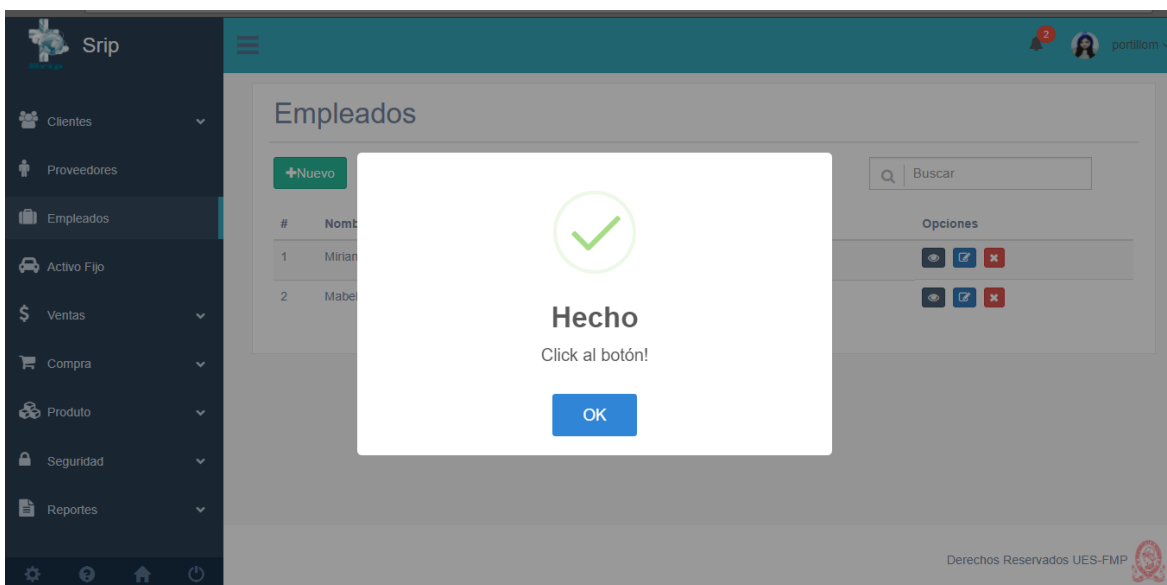 Srip
2
portillom
Clientes
Proveedores
Empleados
Activo Fijo
Ventas
Compra
Produto
Seguridad
Reportes
Empleados
+Nuevo
Buscar
# Nomb Opciones
1 Mirian
2 Mabel
Hecho
Click al botón!
OK
Derechos Reservados UES-FMP